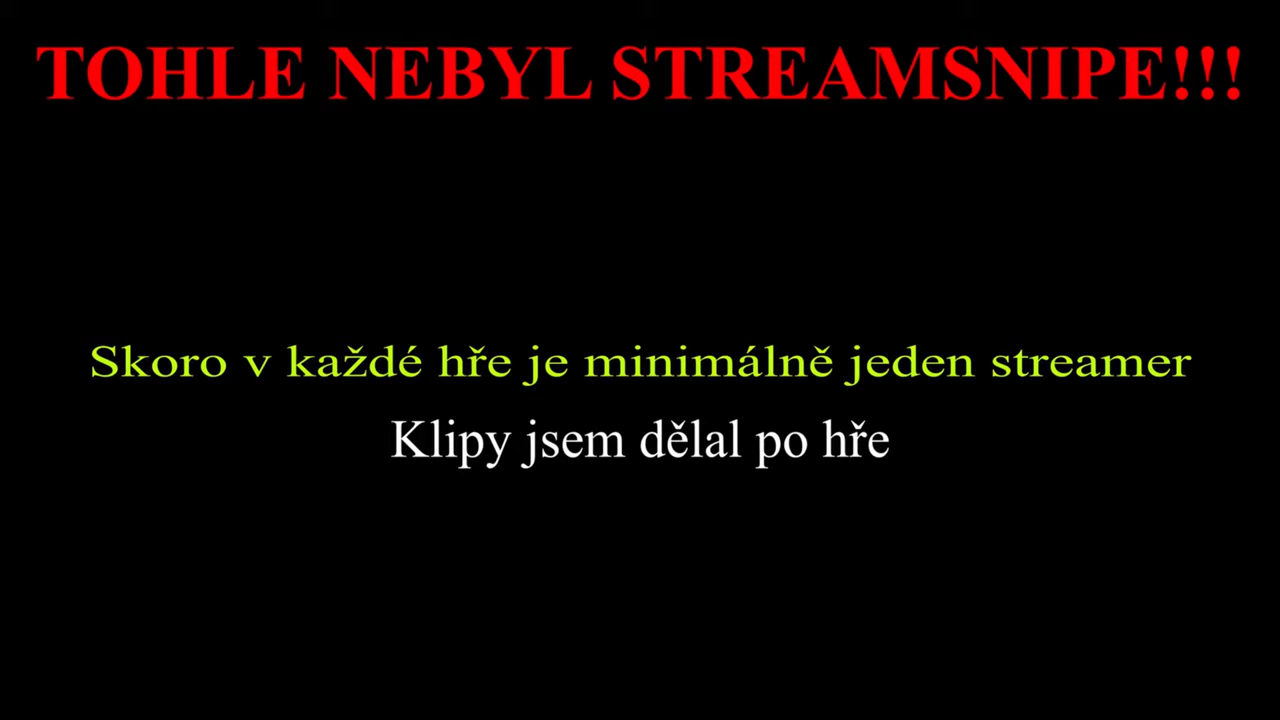 TOHLE NEBYL STREAMSNIPE!!!
Skoro v každé hře je minimálně jeden streamer
Klipy jsem dělal po hře